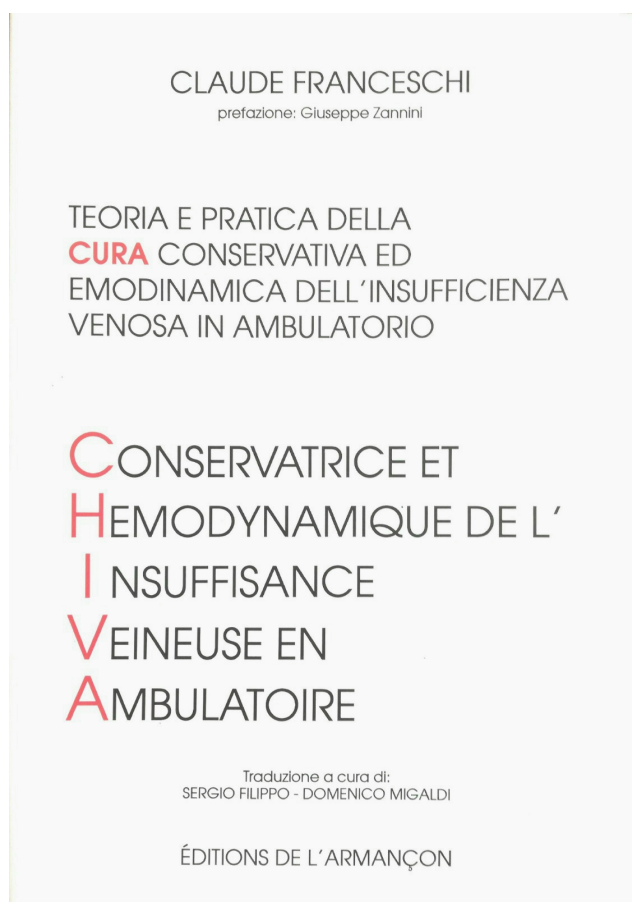 CLAUDE FRANCESCHI
prefazione: Giuseppe Zannini
TEORIA E PRATICA DELLA
CURA CONSERVATIVA ED
EMODINAMICA DELL'INSUFFICIENZA
VENOSA IN AMBULATORIO
CONSERVATRICE ET
HEMODYNAMIQUE DE L'
INSUFFISANCE
VEINEUSE EN
AMBULATOIRE
Traduzione a cura di:
SERGIO FILIPPO - DOMENICO MIGALDI
ÉDITIONS DE L'ARMANÇON